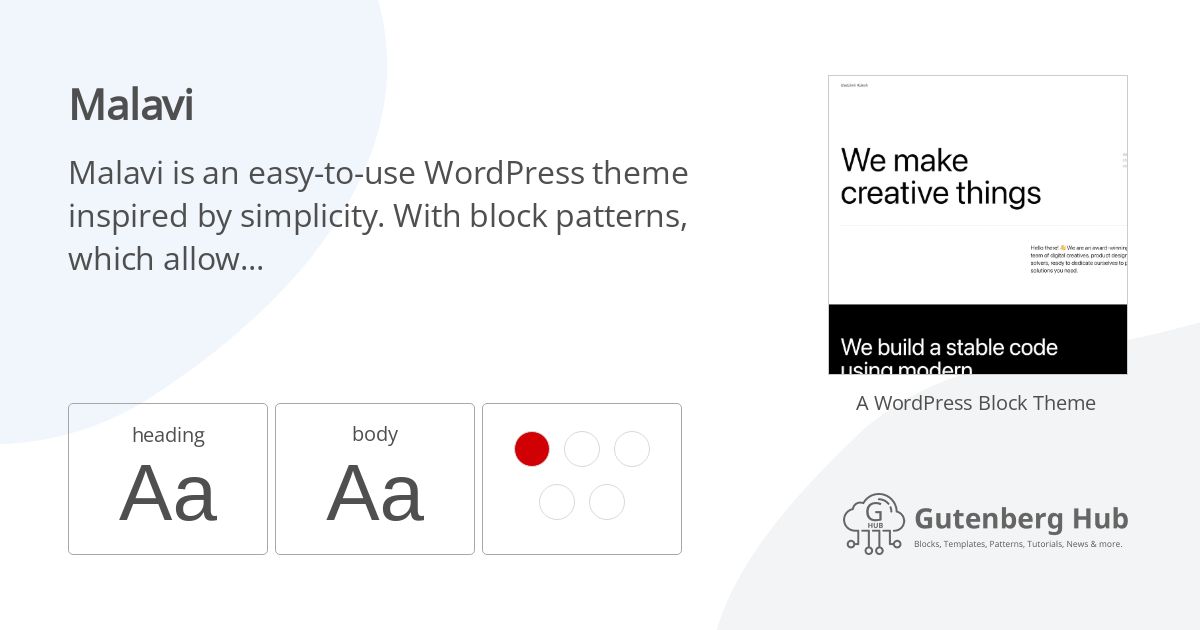 Malavi
Malavi is an easy-to-use WordPress theme
inspired by simplicity. With block patterns,
which allow...
heading
Aa
body
Aa
We make
creative things
Hello there! 👋 We are an award-winning
team of digital creatives, product design
solvers, ready to dedicate ourselves to
solutions you need.
We build a stable code
using modern
A WordPress Block Theme
G
HUB
Gutenberg Hub
Blocks, Templates, Patterns, Tutorials, News & more.